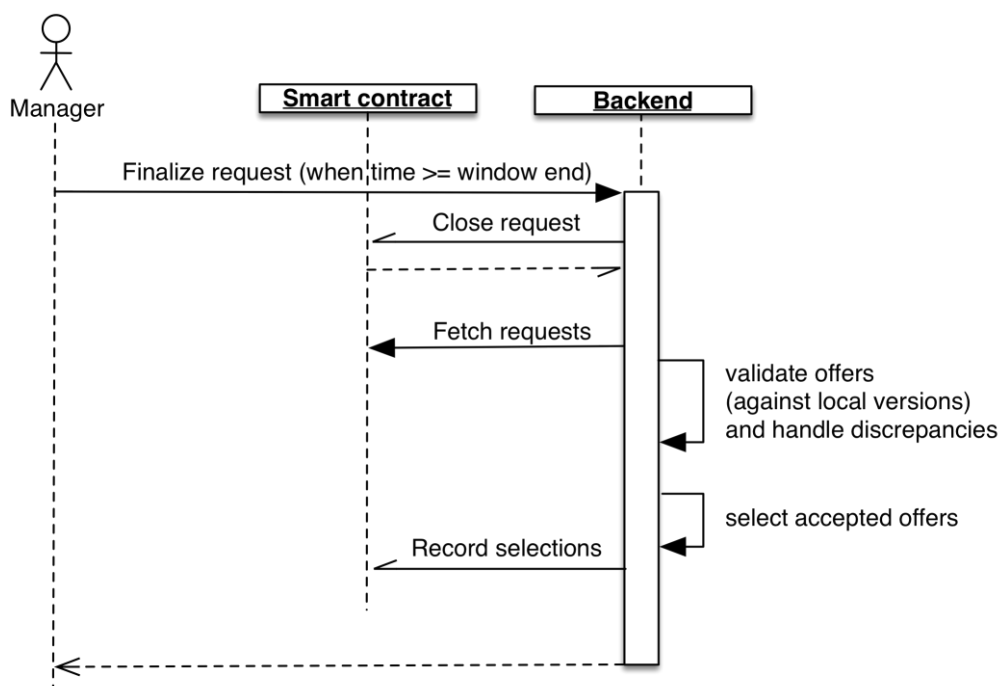 Manager
Smart contract
Backend
Finalize request (when time >= window end)
Close request
Fetch requests
validate offers
(against local versions)
and handle discrepancies
select accepted offers
Record selections